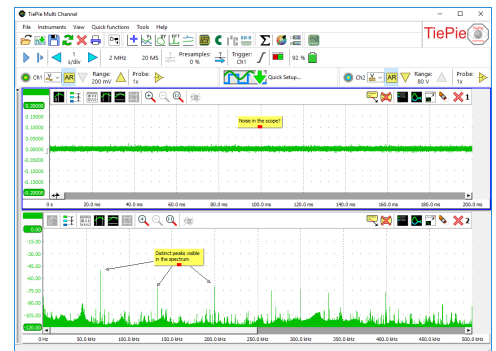 TiePie Multi Channel
File Instruments View Quick functions Tools Help
TiePie
1 s/div 2 MHz 20 MS Presamples: 0 % Trigger: Ch1 92 %
Ch1 AR Range: 200 mV Probe: 1x Quick Setup... Ch2 AR Range: 80 V Probe: 1x
1
0.20000
0.15000
0.10000
0.05000
0.00000
-0.05000
-0.10000
-0.15000
-0.20000
Noise in the scope?
0 s 20.0 ms 40.0 ms 60.0 ms 80.0 ms 100.0 ms 120.0 ms 140.0 ms 160.0 ms 180.0 ms 200.0 ms
2
0.00
-15.00
-30.00
-45.00
-60.00
-75.00
-90.00
-105.00
-120.00
Distinct peaks visible
in the spectrum
0 Hz 50.0 kHz 100.0 kHz 150.0 kHz 200.0 kHz 250.0 kHz 300.0 kHz 350.0 kHz 400.0 kHz 450.0 kHz 500.0 kHz